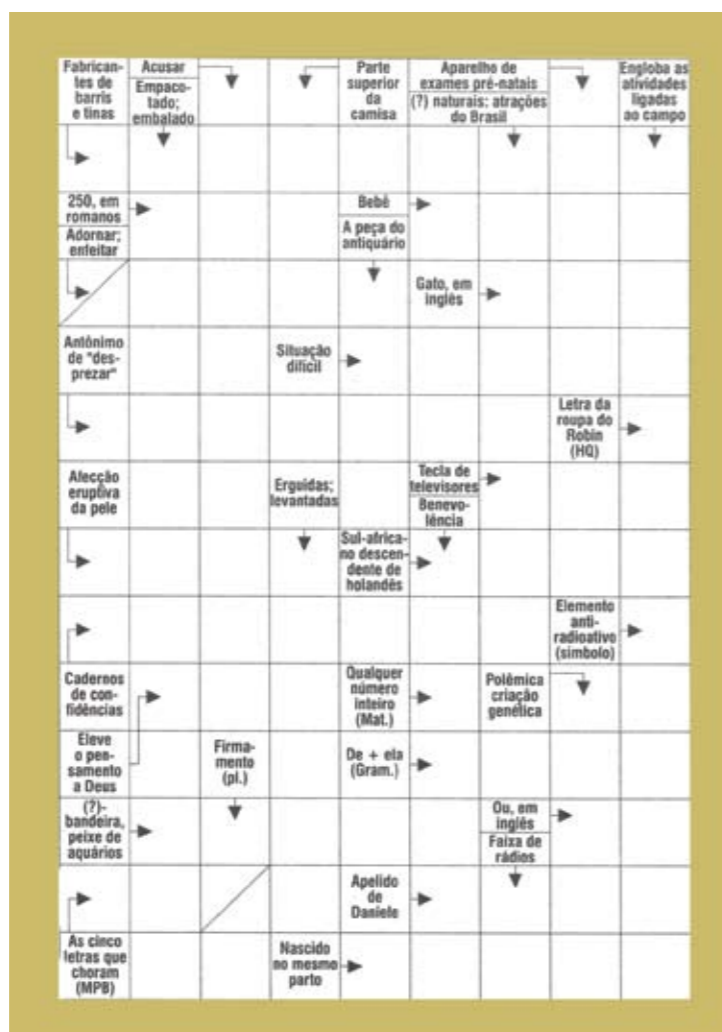 Fabrican-
tes de
barris
e tinas
Acusar
Empaco-
tado;
embalado
Parte
superior
da
camisa
Aparelho de
exames pré-natais
(?) naturais: atrações
do Brasil
Engloba as
atividades
ligadas
ao campo
250, em
romanos
Adornar;
enfeitar
Bebê
A peça do
antiquário
Gato, em
inglês
Antônimo
de "des-
prezar"
Situação
difícil
Letra da
roupa do
Robin
(HQ)
Afecção
eruptiva
da pele
Erguidas;
levantadas
Tecla de
televisores
Benevo-
lência
Sul-africa-
no descen-
dente de
holandês
Elemento
anti-
radioativo
(símbolo)
Cadernos
de con-
fidências
Qualquer
número
inteiro
(Mat.)
Polêmica
criação
genética
Eleve
o pen-
samento
a Deus
Firma-
mento
(pl.)
De + ela
(Gram.)
(?)-
bandeira,
peixe de
aquários
Ou, em
inglês
Faixa de
rádios
Apelido
de
Daniele
As cinco
letras que
choram
(MPB)
Nascido
no mesmo
parto